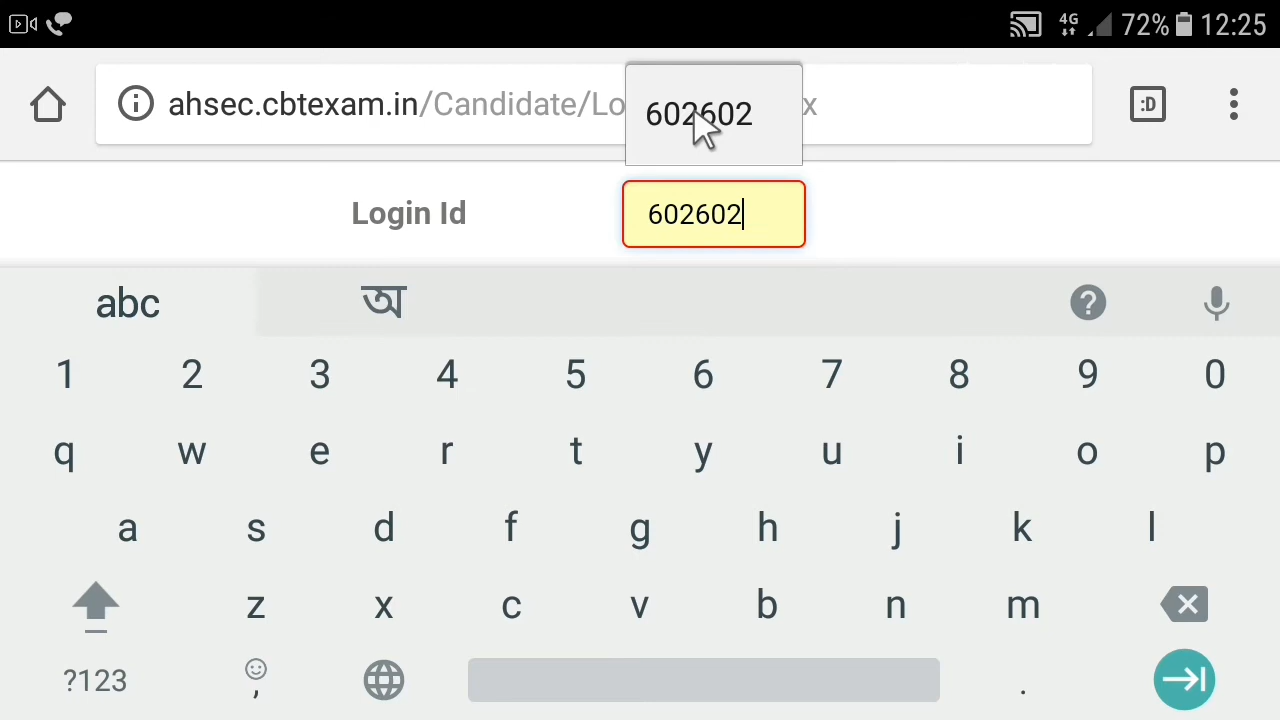 4G 72% 12:25
ahsec.cbtexam.in/Candidate/Lo x :D
602602
Login Id 602602
abc অ ?
1 2 3 4 5 6 7 8 9 0
q w e r t y u i o p
a s d f g h j k l
z x c v b n m
?123 , .